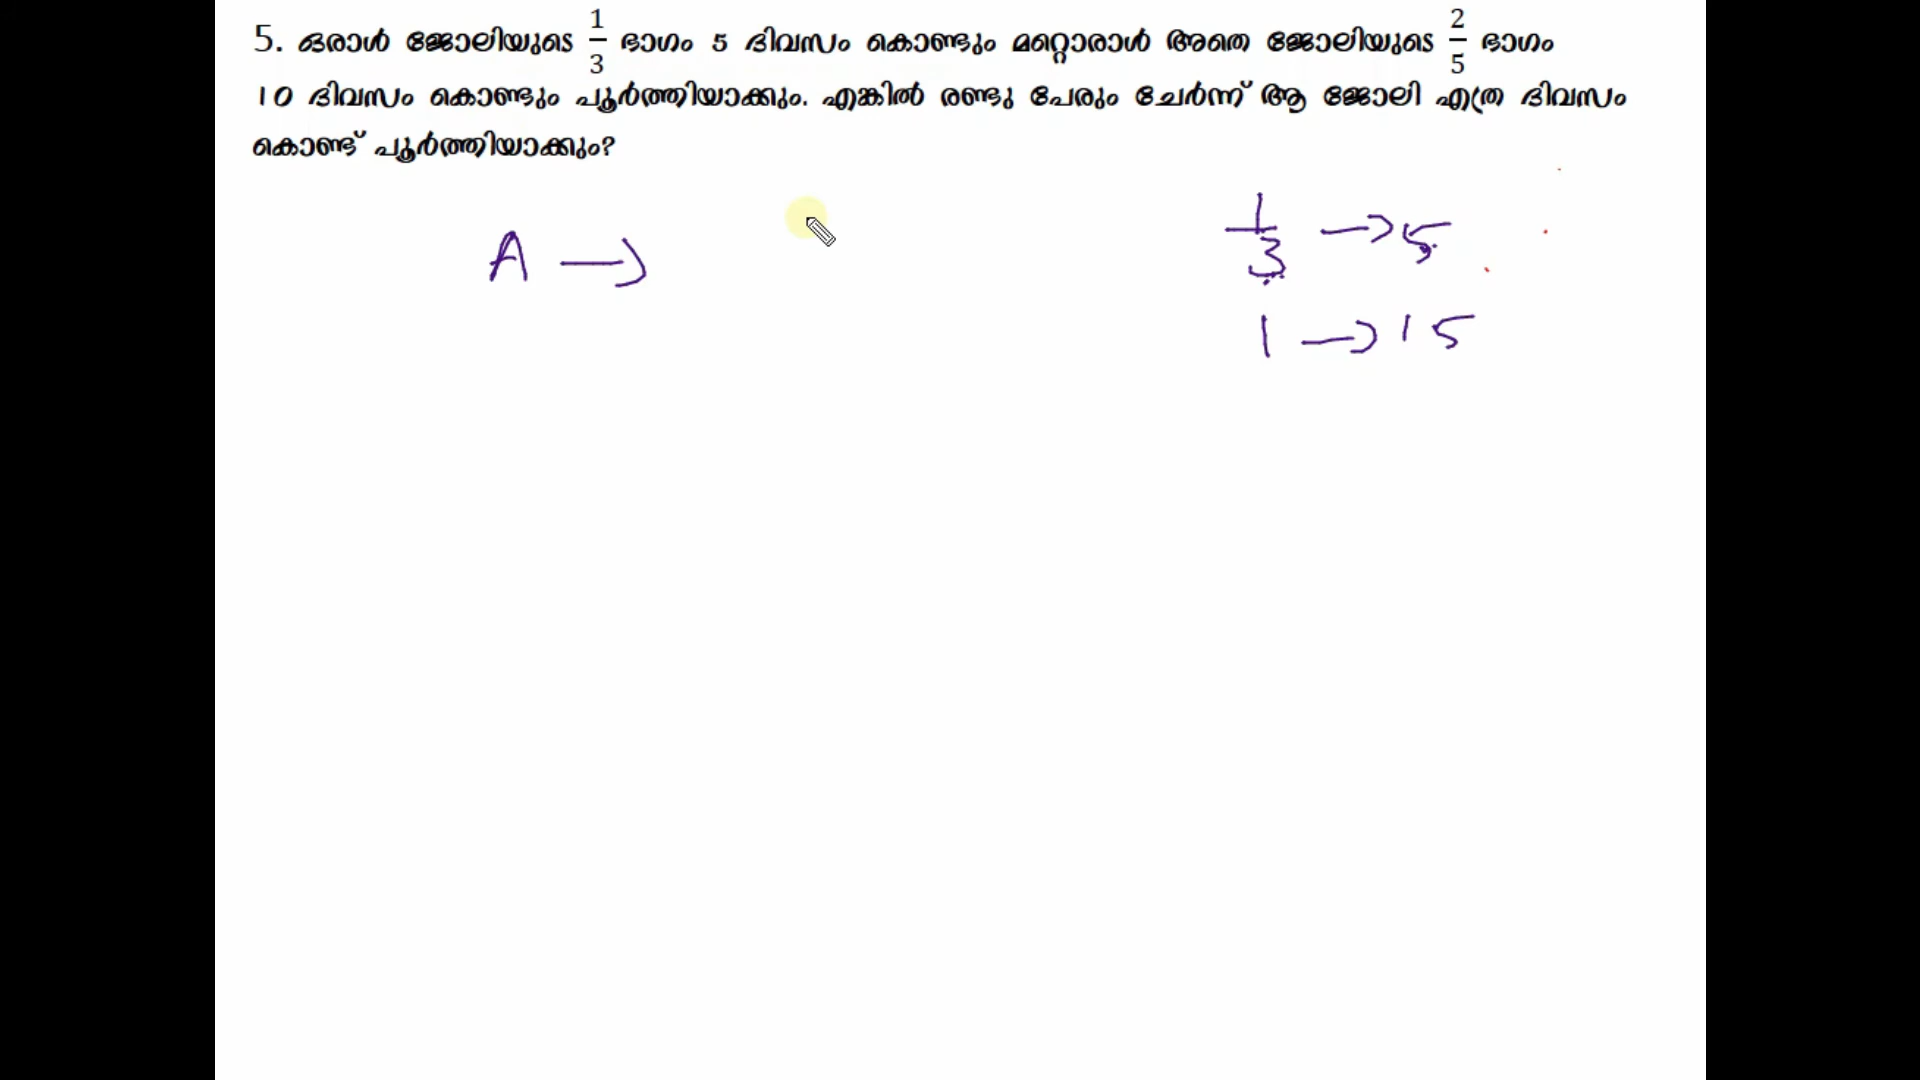 5. ഒരാൾ ജോലിയുടെ 1/3 ഭാഗം 5 ദിവസം കൊണ്ടും മറ്റൊരാൾ അതെ ജോലിയുടെ 2/5 ഭാഗം
10 ദിവസം കൊണ്ടും പൂർത്തിയാക്കും. എങ്കിൽ രണ്ടു പേരും ചേർന്ന് ആ ജോലി എത്ര ദിവസം
കൊണ്ട് പൂർത്തിയാക്കും?
A →
1/3 → 5
1 → 15